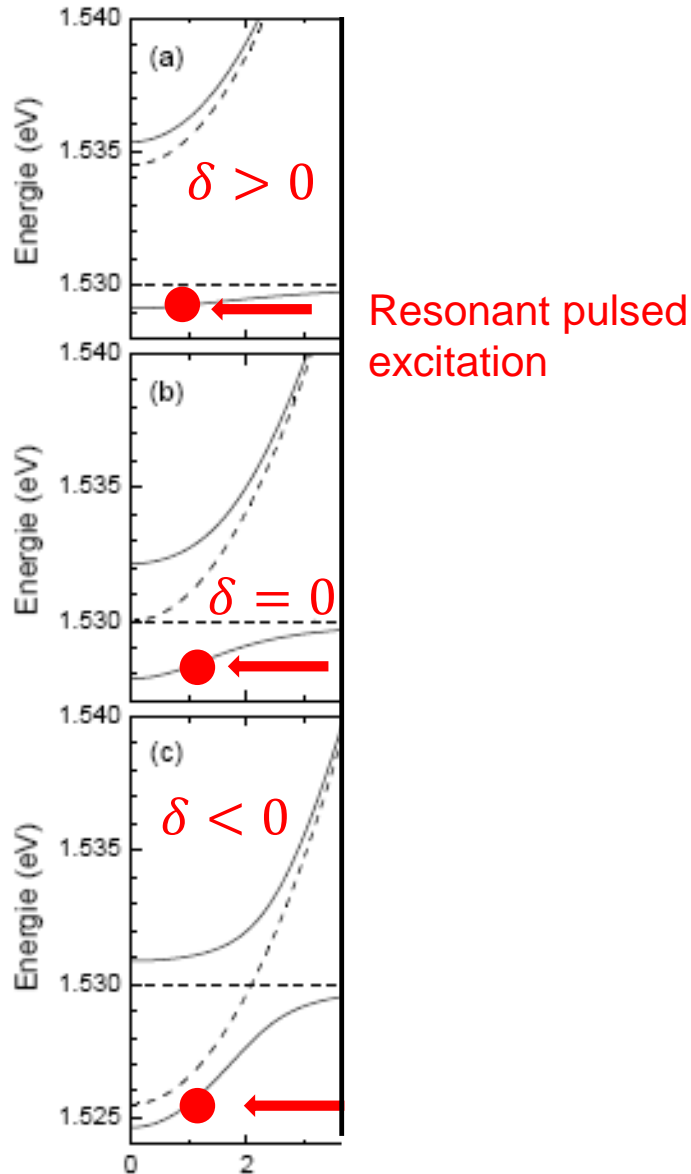 1.540
(a)
Energie (eV)
1.535
δ > 0
1.530
Resonant pulsed
excitation
1.540
(b)
Energie (eV)
1.535
δ = 0
1.530
1.540
(c)
δ < 0
Energie (eV)
1.535
1.530
1.525
0 2